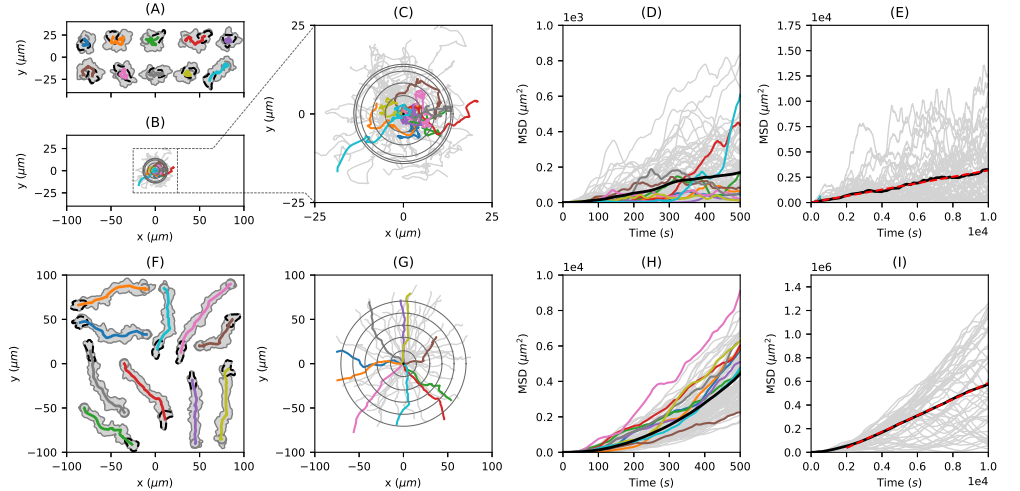 (A)
25
0
−25
y (μm)
(B)
25
0
−25
−100
−50
0
50
100
y (μm)
x (μm)
(C)
25
0
−25
−25
0
25
y (μm)
x (μm)
(D)
1e3
1.0
0.8
0.6
0.4
0.2
0.0
0
100
200
300
400
500
MSD (μm²)
Time (s)
(E)
1e4
1.75
1.50
1.25
1.00
0.75
0.50
0.25
0.00
0.0
0.2
0.4
0.6
0.8
1.0
1e4
MSD (μm²)
Time (s)
(F)
100
50
0
−50
−100
−100
−50
0
50
100
y (μm)
x (μm)
(G)
100
50
0
−50
−100
−100
−50
0
50
100
y (μm)
x (μm)
(H)
1e4
1.0
0.8
0.6
0.4
0.2
0.0
0
100
200
300
400
500
MSD (μm²)
Time (s)
(I)
1e6
1.4
1.2
1.0
0.8
0.6
0.4
0.2
0.0
0.0
0.2
0.4
0.6
0.8
1.0
1e4
MSD (μm²)
Time (s)